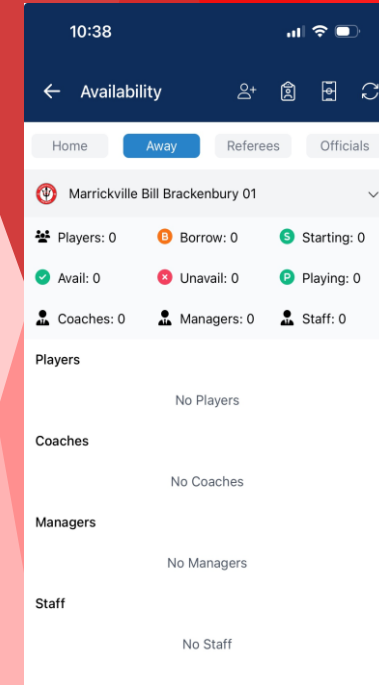 10:38
Availability
Home Away Referees Officials
Marrickville Bill Brackenbury 01
Players: 0 B Borrow: 0 S Starting: 0
Avail: 0 Unavail: 0 P Playing: 0
Coaches: 0 Managers: 0 Staff: 0
Players
No Players
Coaches
No Coaches
Managers
No Managers
Staff
No Staff